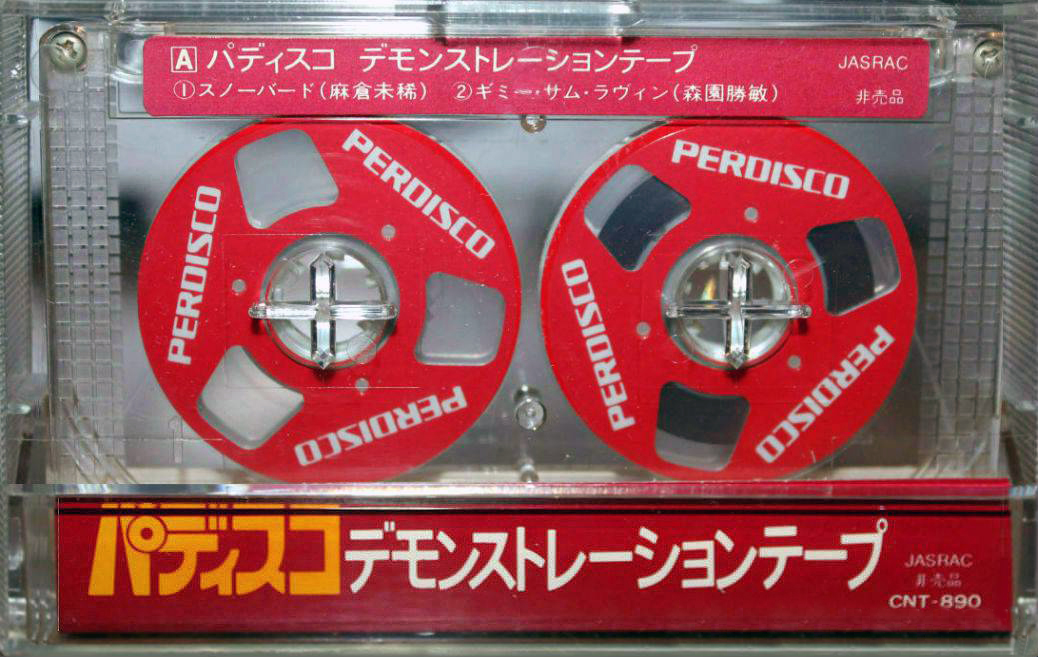 A パディスコ デモンストレーションテープ
JASRAC
①スノーバード(麻倉未稀) ②ギミー・サム・ラヴィン(森園勝敏)
非売品
PERDISCO
PERDISCO
PERDISCO
PERDISCO
PERDISCO
PERDISCO
パディスコ デモンストレーションテープ
JASRAC
非売品
CNT-890